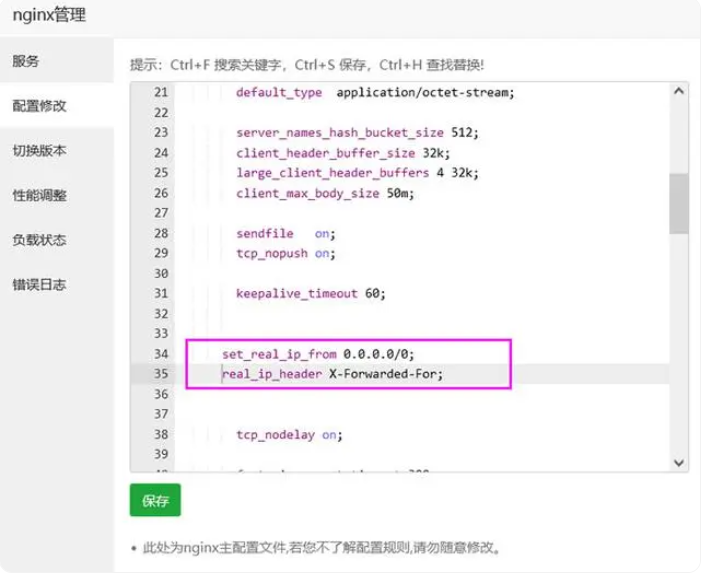 nginx管理
服务
配置修改
切换版本
性能调整
负载状态
错误日志
提示：Ctrl+F 搜索关键字，Ctrl+S 保存，Ctrl+H 查找替换!
21 default_type application/octet-stream;
22
23 server_names_hash_bucket_size 512;
24 client_header_buffer_size 32k;
25 large_client_header_buffers 4 32k;
26 client_max_body_size 50m;
27
28 sendfile on;
29 tcp_nopush on;
30
31 keepalive_timeout 60;
32
33
34 set_real_ip_from 0.0.0.0/0;
35 real_ip_header X-Forwarded-For;
36
37
38 tcp_nodelay on;
39
保存
• 此处为nginx主配置文件,若您不了解配置规则,请勿随意修改。